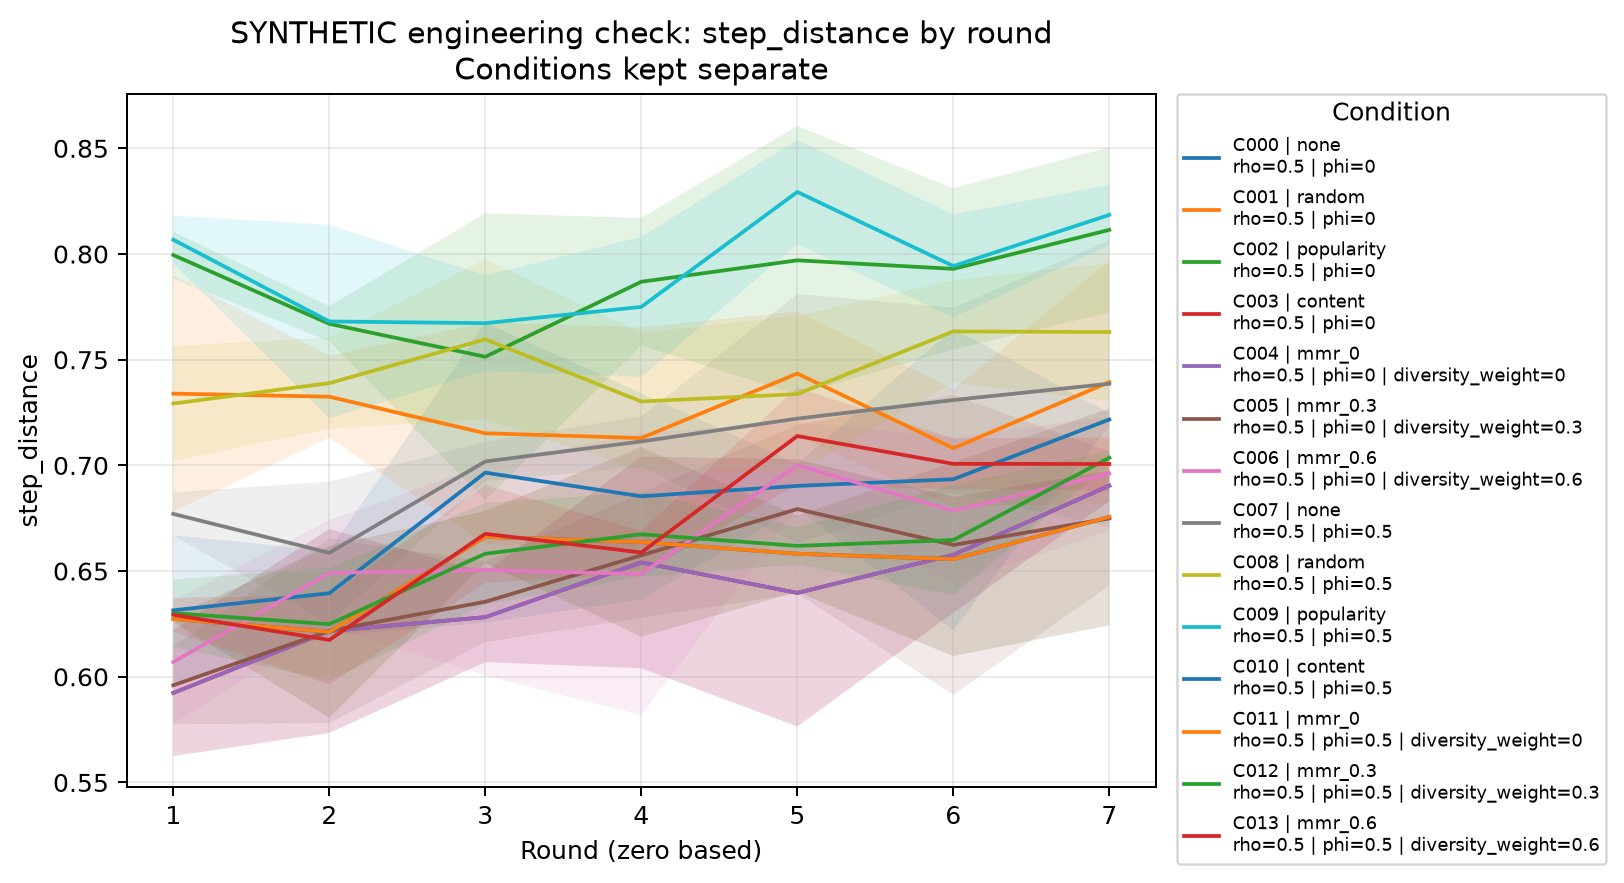 SYNTHETIC engineering check: step_distance by round
Conditions kept separate
step_distance
0.85
0.80
0.75
0.70
0.65
0.60
0.55
1 2 3 4 5 6 7
Round (zero based)
Condition
C000 | none
rho=0.5 | phi=0
C001 | random
rho=0.5 | phi=0
C002 | popularity
rho=0.5 | phi=0
C003 | content
rho=0.5 | phi=0
C004 | mmr_0
rho=0.5 | phi=0 | diversity_weight=0
C005 | mmr_0.3
rho=0.5 | phi=0 | diversity_weight=0.3
C006 | mmr_0.6
rho=0.5 | phi=0 | diversity_weight=0.6
C007 | none
rho=0.5 | phi=0.5
C008 | random
rho=0.5 | phi=0.5
C009 | popularity
rho=0.5 | phi=0.5
C010 | content
rho=0.5 | phi=0.5
C011 | mmr_0
rho=0.5 | phi=0.5 | diversity_weight=0
C012 | mmr_0.3
rho=0.5 | phi=0.5 | diversity_weight=0.3
C013 | mmr_0.6
rho=0.5 | phi=0.5 | diversity_weight=0.6